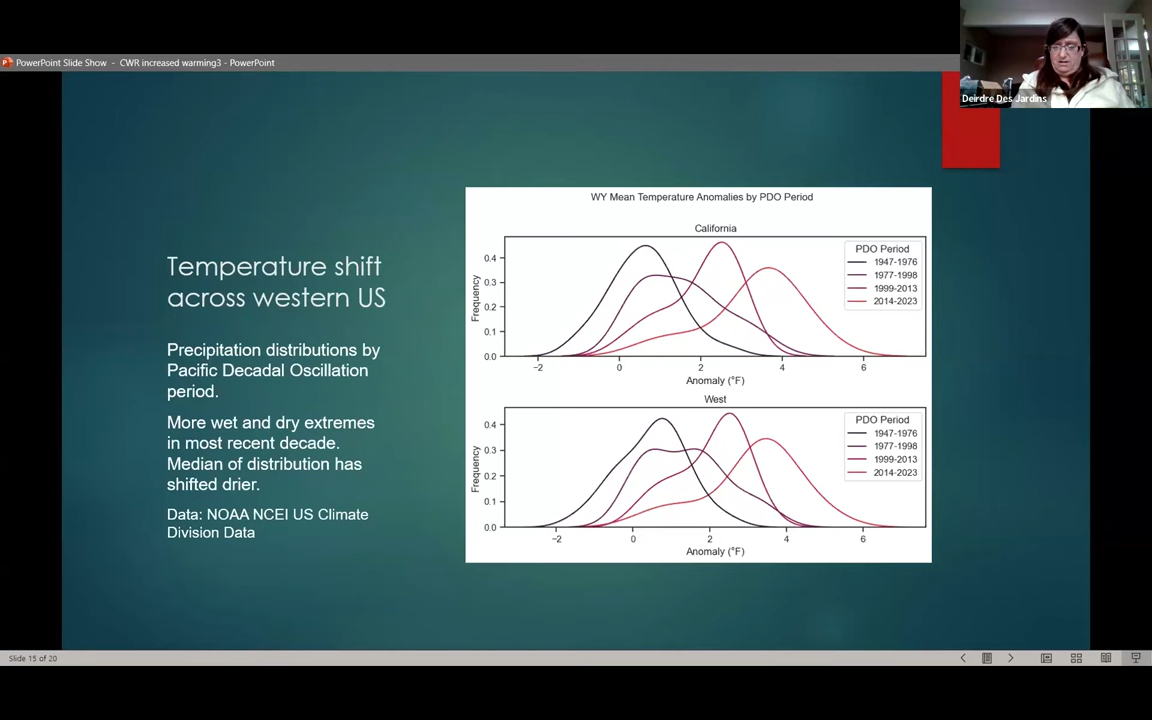 PowerPoint Slide Show - CWR increased warming3 - PowerPoint
Deirdre Des Jardins
Temperature shift
across western US
Precipitation distributions by
Pacific Decadal Oscillation
period.
More wet and dry extremes
in most recent decade.
Median of distribution has
shifted drier.
Data: NOAA NCEI US Climate
Division Data
WY Mean Temperature Anomalies by PDO Period
California
Frequency
0.4
0.3
0.2
0.1
0.0
−2 0 2 4 6
Anomaly (°F)
PDO Period
1947-1976
1977-1998
1999-2013
2014-2023
West
Frequency
0.4
0.3
0.2
0.1
0.0
−2 0 2 4 6
Anomaly (°F)
PDO Period
1947-1976
1977-1998
1999-2013
2014-2023
Slide 15 of 20